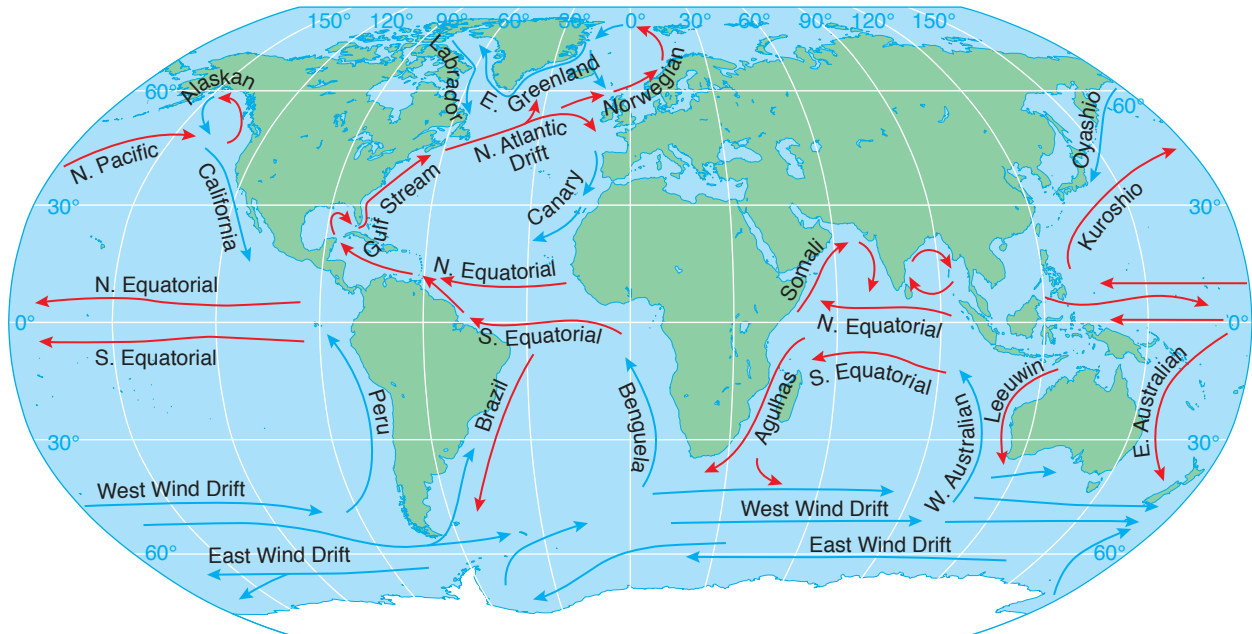 150° 120° 90° 60° 30° 0° 30° 60° 90° 120° 150°
Alaskan
Labrador
E. Greenland
Norwegian
60°
60°
Oyashio
N. Pacific
N. Atlantic
Drift
California
Gulf Stream
Canary
Kuroshio
30°
30°
Somali
N. Equatorial
N. Equatorial
0°
0°
S. Equatorial
S. Equatorial
N. Equatorial
S. Equatorial
Peru
Brazil
Benguela
Agulhas
Leeuwin
W. Australian
E. Australian
30°
30°
West Wind Drift
West Wind Drift
East Wind Drift
East Wind Drift
60°
60°